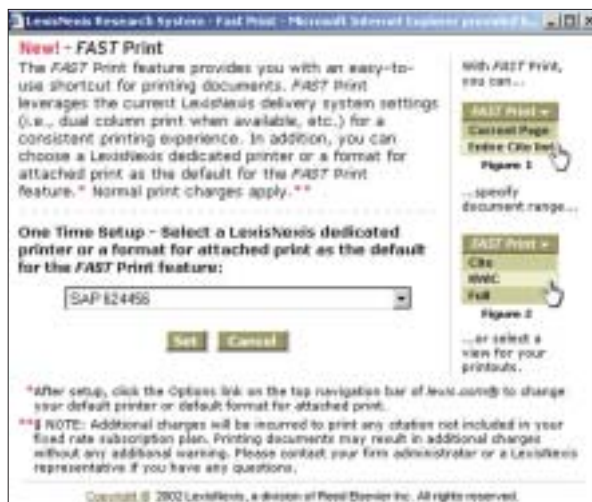 LexisNexis Research System - Fast Print - Microsoft Internet Explorer provided b...
New! - FAST Print
The FAST Print feature provides you with an easy-to-
use shortcut for printing documents. FAST Print
leverages the current LexisNexis delivery system settings
(i.e., dual column print when available, etc.) for a
consistent printing experience. In addition, you can
choose a LexisNexis dedicated printer or a format for
attached print as the default for the FAST Print
feature.* Normal print charges apply.**
One Time Setup - Select a LexisNexis dedicated
printer or a format for attached print as the default
for the FAST Print feature:
SAP 624456
Set Cancel
With FAST Print,
you can...
FAST Print
Current Page
Entire Cite list
Figure 1
...specify
document range...
FAST Print
Cite
KWIC
Full
Figure 2
...or select a
view for your
printouts.
*After setup, click the Options link on the top navigation bar of lexis.com® to change
your default printer or default format for attached print.
** NOTE: Additional charges will be incurred to print any citation not included in your
fixed rate subscription plan. Printing documents may result in additional charges
without any additional warning. Please contact your firm administrator or a LexisNexis
representative if you have any questions.
Copyright © 2002 LexisNexis, a division of Reed Elsevier Inc. All rights reserved.